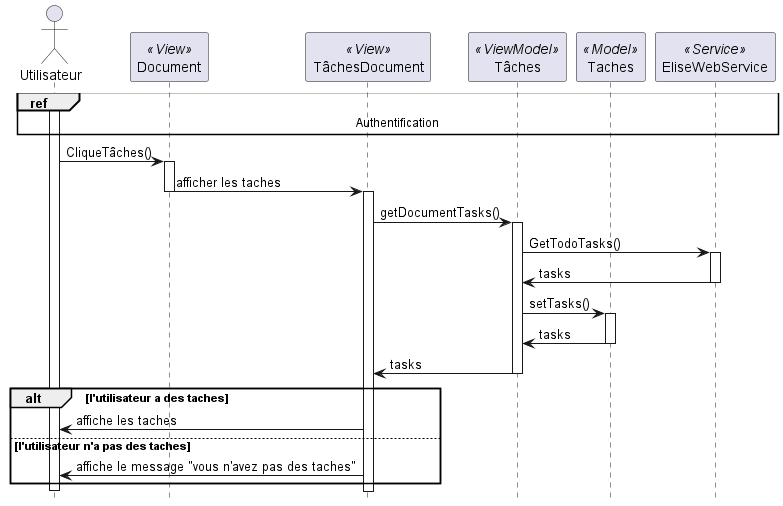 Utilisateur
« View»
Document
« View»
TâchesDocument
« ViewModel»
Tâches
« Model»
Taches
« Service»
EliseWebService
ref
Authentification
CliqueTâches()
afficher les taches
getDocumentTasks()
GetTodoTasks()
tasks
setTasks()
tasks
tasks
alt
[l'utilisateur a des taches]
affiche les taches
[l'utilisateur n'a pas des taches]
affiche le message "vous n'avez pas des taches"